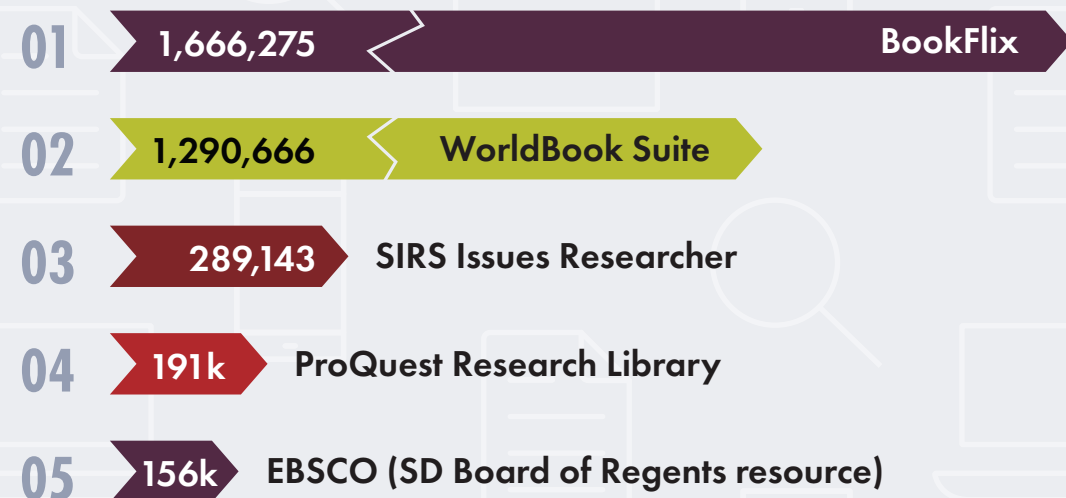 01 1,666,275 BookFlix
02 1,290,666 WorldBook Suite
03 289,143 SIRS Issues Researcher
04 191k ProQuest Research Library
05 156k EBSCO (SD Board of Regents resource)